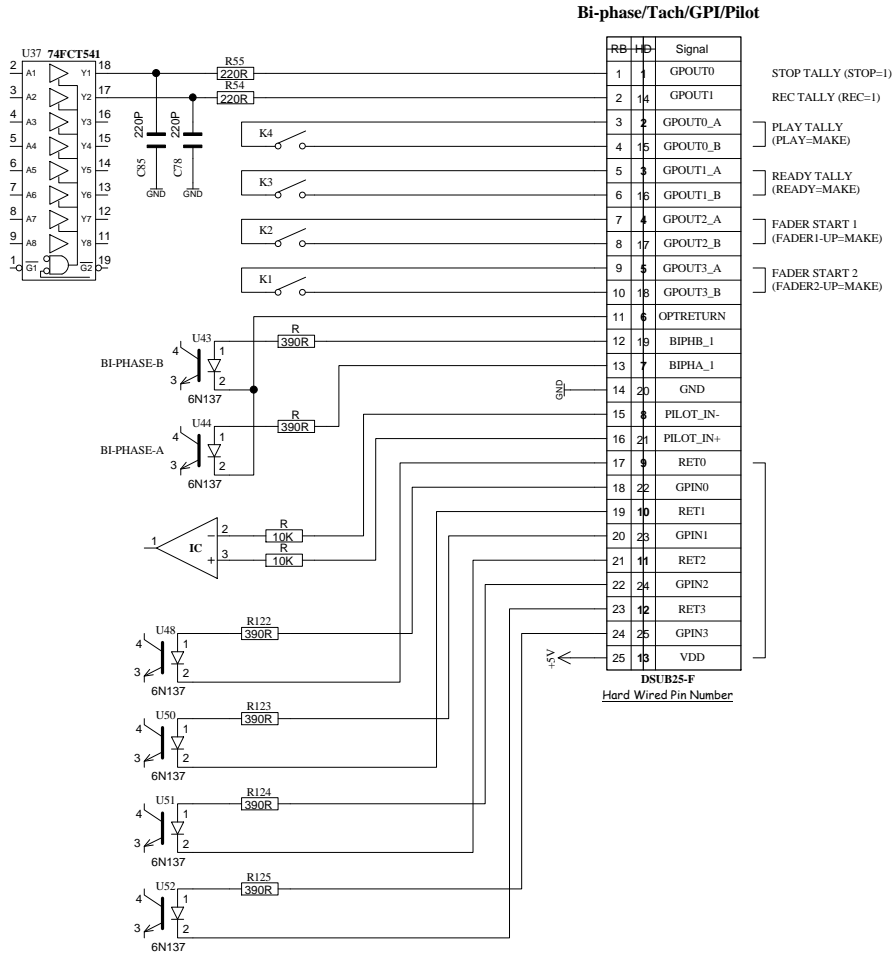 Bi-phase/Tach/GPI/Pilot
RB HD Signal
1 1 GPOUT0 STOP TALLY (STOP=1)
2 14 GPOUT1 REC TALLY (REC=1)
3 2 GPOUT0_A PLAY TALLY
4 15 GPOUT0_B (PLAY=MAKE)
5 3 GPOUT1_A READY TALLY
6 16 GPOUT1_B (READY=MAKE)
7 4 GPOUT2_A FADER START 1
8 17 GPOUT2_B (FADER1-UP=MAKE)
9 5 GPOUT3_A FADER START 2
10 18 GPOUT3_B (FADER2-UP=MAKE)
11 6 OPTRETURN
12 19 BIPHB_1
13 7 BIPHA_1
14 20 GND
15 8 PILOT_IN-
16 21 PILOT_IN+
17 9 RET0
18 22 GPIN0
19 10 RET1
20 23 GPIN1
21 11 RET2
22 24 GPIN2
23 12 RET3
24 25 GPIN3
25 13 VDD
DSUB25-F
Hard Wired Pin Number
U37 74FCT541
2 A1 Y1 18
3 A2 Y2 17
4 A3 Y3 16
5 A4 Y4 15
6 A5 Y5 14
7 A6 Y6 13
8 A7 Y7 12
9 A8 Y8 11
1 G1 G2 19
R55
220R
R54
220R
220P
C85
GND
220P
C78
GND
K4
K3
K2
K1
GND
+5V
BI-PHASE-B
U43
4 1
3 2
6N137
R
390R
BI-PHASE-A
U44
4 1
3 2
6N137
R
390R
1 IC
- 2
+ 3
R
10K
R
10K
U48
4 1
3 2
6N137
R122
390R
U50
4 1
3 2
6N137
R123
390R
U51
4 1
3 2
6N137
R124
390R
U52
4 1
3 2
6N137
R125
390R